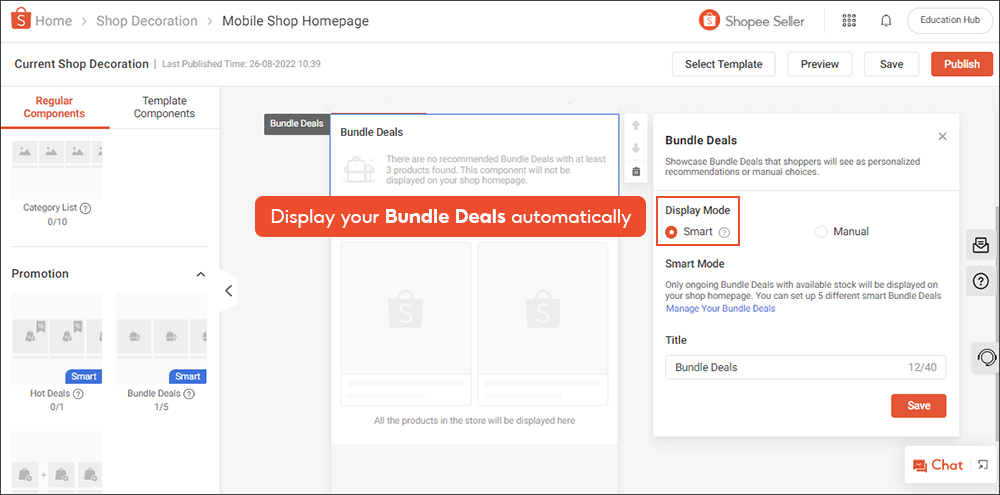 Home > Shop Decoration > Mobile Shop Homepage
Shopee Seller
Education Hub
Current Shop Decoration | Last Published Time: 26-08-2022 10:39
Select Template
Preview
Save
Publish
Regular
Components
Template
Components
Category List
0/10
Promotion
Smart
Hot Deals
0/1
Smart
Bundle Deals
1/5
Bundle Deals
Bundle Deals
There are no recommended Bundle Deals with at least
3 products found. This component will not be
displayed on your shop homepage.
Display your Bundle Deals automatically
All the products in the store will be displayed here
Bundle Deals
Showcase Bundle Deals that shoppers will see as personalized
recommendations or manual choices.
Display Mode
Smart
Manual
Smart Mode
Only ongoing Bundle Deals with available stock will be displayed on
your shop homepage. You can set up 5 different smart Bundle Deals
Manage Your Bundle Deals
Title
Bundle Deals 12/40
Save
Chat